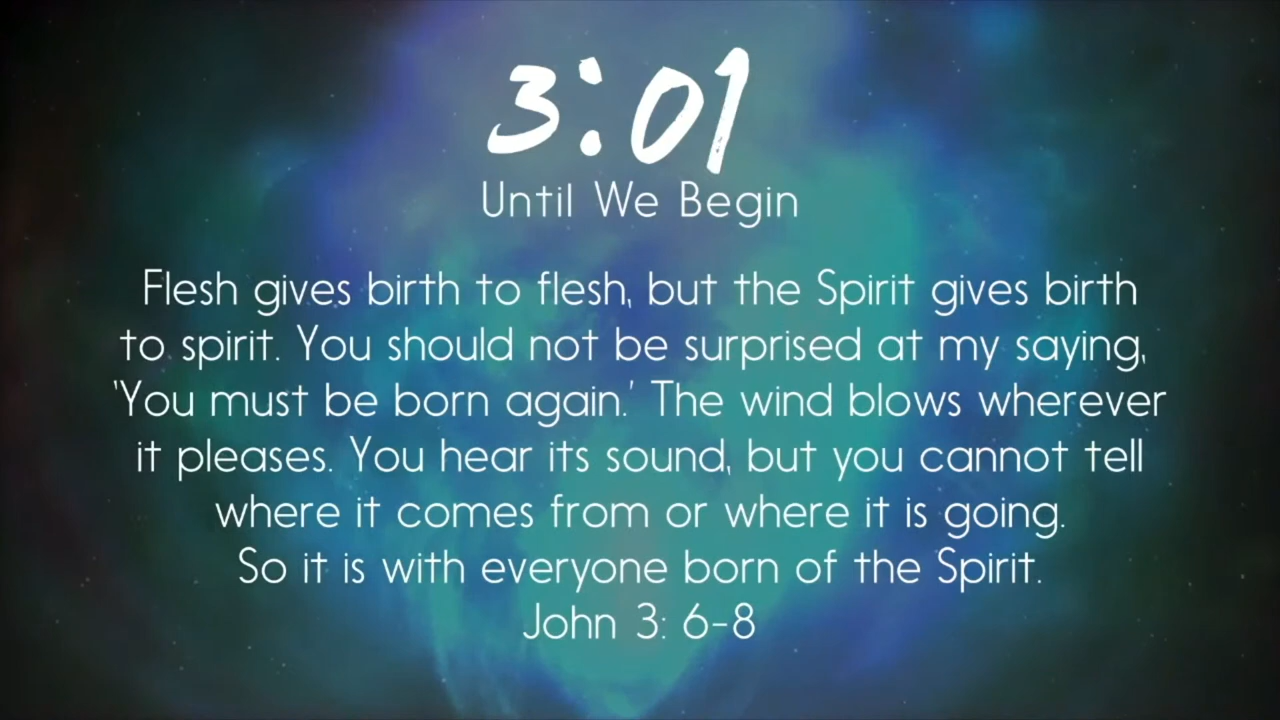 3:01
Until We Begin
Flesh gives birth to flesh, but the Spirit gives birth
to spirit. You should not be surprised at my saying,
'You must be born again.' The wind blows wherever
it pleases. You hear its sound, but you cannot tell
where it comes from or where it is going.
So it is with everyone born of the Spirit.
John 3: 6-8